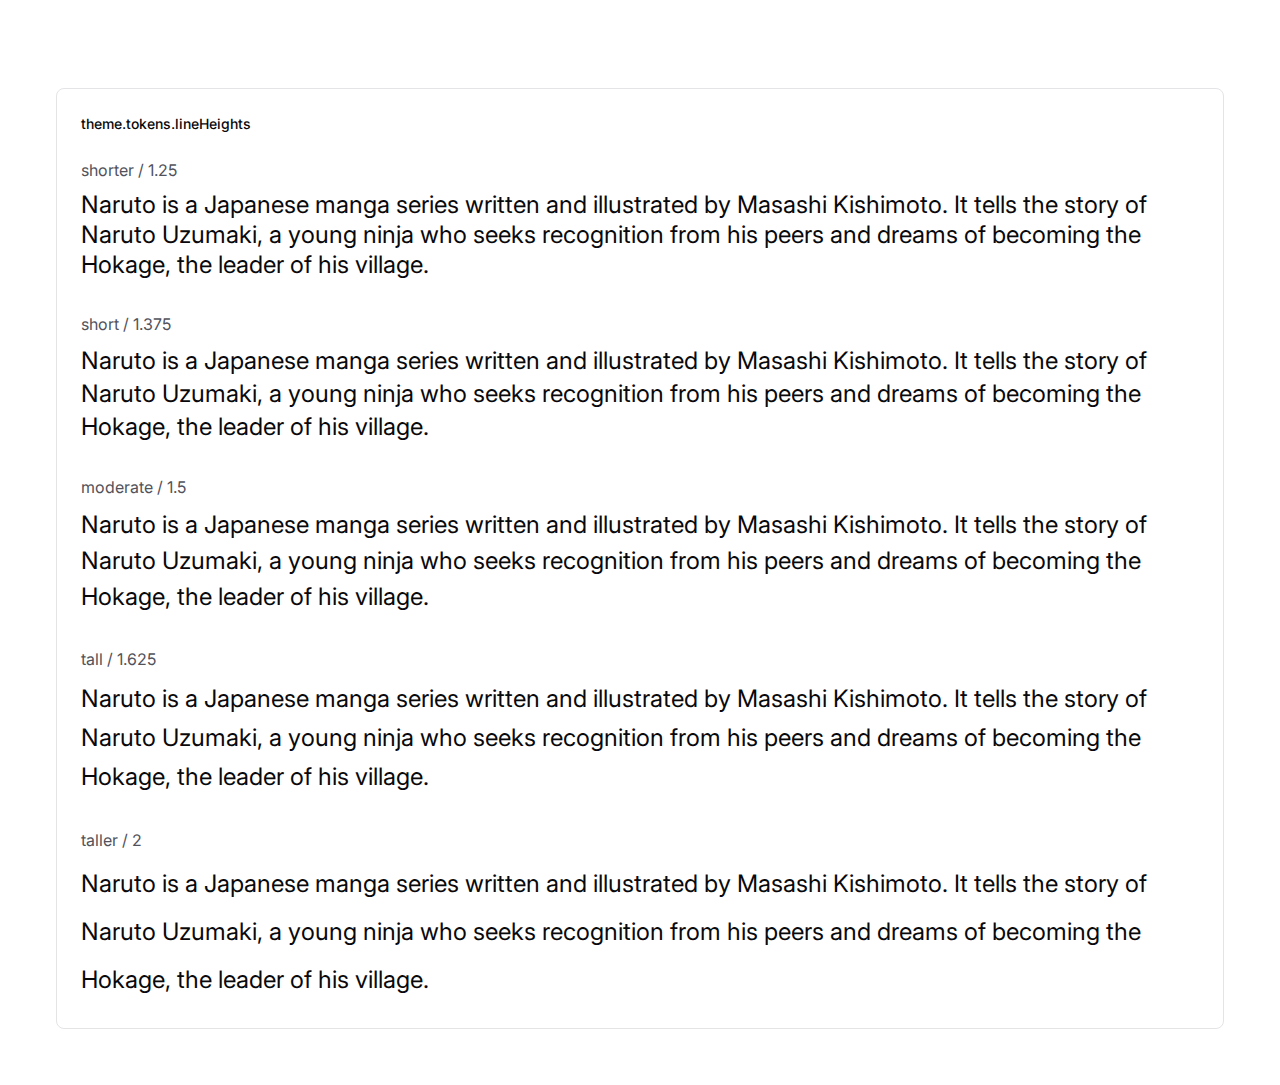 theme.tokens.lineHeights
shorter / 1.25
Naruto is a Japanese manga series written and illustrated by Masashi Kishimoto. It tells the story of
Naruto Uzumaki, a young ninja who seeks recognition from his peers and dreams of becoming the
Hokage, the leader of his village.
short / 1.375
Naruto is a Japanese manga series written and illustrated by Masashi Kishimoto. It tells the story of
Naruto Uzumaki, a young ninja who seeks recognition from his peers and dreams of becoming the
Hokage, the leader of his village.
moderate / 1.5
Naruto is a Japanese manga series written and illustrated by Masashi Kishimoto. It tells the story of
Naruto Uzumaki, a young ninja who seeks recognition from his peers and dreams of becoming the
Hokage, the leader of his village.
tall / 1.625
Naruto is a Japanese manga series written and illustrated by Masashi Kishimoto. It tells the story of
Naruto Uzumaki, a young ninja who seeks recognition from his peers and dreams of becoming the
Hokage, the leader of his village.
taller / 2
Naruto is a Japanese manga series written and illustrated by Masashi Kishimoto. It tells the story of
Naruto Uzumaki, a young ninja who seeks recognition from his peers and dreams of becoming the
Hokage, the leader of his village.